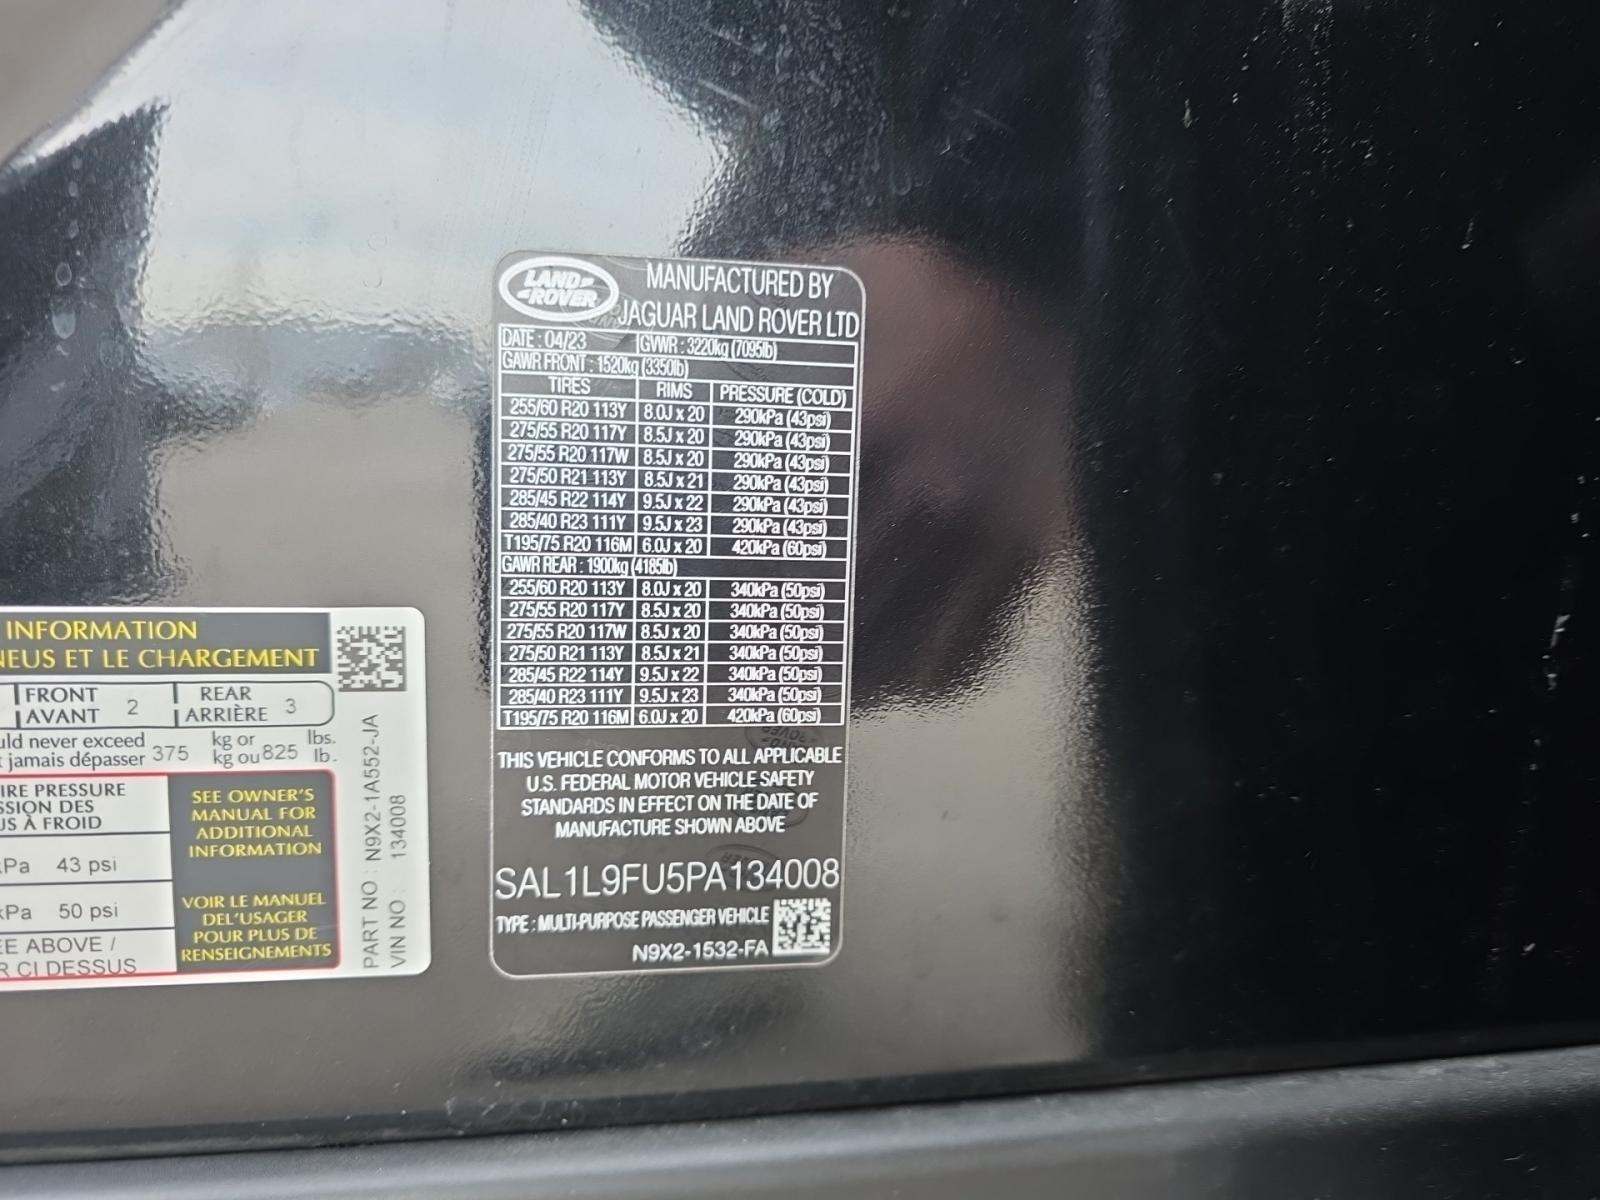 LAND
ROVER
MANUFACTURED BY
JAGUAR LAND ROVER LTD
DATE : 04/23 GVWR : 3220kg (7095lb)
GAWR FRONT : 1520kg (3350lb)
TIRES RIMS PRESSURE (COLD)
255/60 R20 113Y 8.0J x 20 290kPa (43psi)
275/55 R20 117Y 8.5J x 20 290kPa (43psi)
275/55 R20 117W 8.5J x 20 290kPa (43psi)
275/50 R21 113Y 8.5J x 21 290kPa (43psi)
285/45 R22 114Y 9.5J x 22 290kPa (43psi)
285/40 R23 111Y 9.5J x 23 290kPa (43psi)
T195/75 R20 116M 6.0J x 20 420kPa (60psi)
GAWR REAR : 1900kg (4185lb)
255/60 R20 113Y 8.0J x 20 340kPa (50psi)
275/55 R20 117Y 8.5J x 20 340kPa (50psi)
275/55 R20 117W 8.5J x 20 340kPa (50psi)
275/50 R21 113Y 8.5J x 21 340kPa (50psi)
285/45 R22 114Y 9.5J x 22 340kPa (50psi)
285/40 R23 111Y 9.5J x 23 340kPa (50psi)
T195/75 R20 116M 6.0J x 20 420kPa (60psi)
THIS VEHICLE CONFORMS TO ALL APPLICABLE
U.S. FEDERAL MOTOR VEHICLE SAFETY
STANDARDS IN EFFECT ON THE DATE OF
MANUFACTURE SHOWN ABOVE
SAL1L9FU5PA134008
TYPE : MULTI-PURPOSE PASSENGER VEHICLE
N9X2-1532-FA
INFORMATION
NEUS ET LE CHARGEMENT
FRONT 2 REAR 3
AVANT ARRIÈRE
uld never exceed 375 kg or 825 lbs.
jamais dépasser kg ou lb.
IRE PRESSURE
SSION DES
US À FROID
kPa 43 psi
kPa 50 psi
EE ABOVE /
R CI DESSUS
SEE OWNER'S
MANUAL FOR
ADDITIONAL
INFORMATION
VOIR LE MANUEL
DEL'USAGER
POUR PLUS DE
RENSEIGNEMENTS
PART NO : N9X2-1A552-JA
VIN NO : 134008